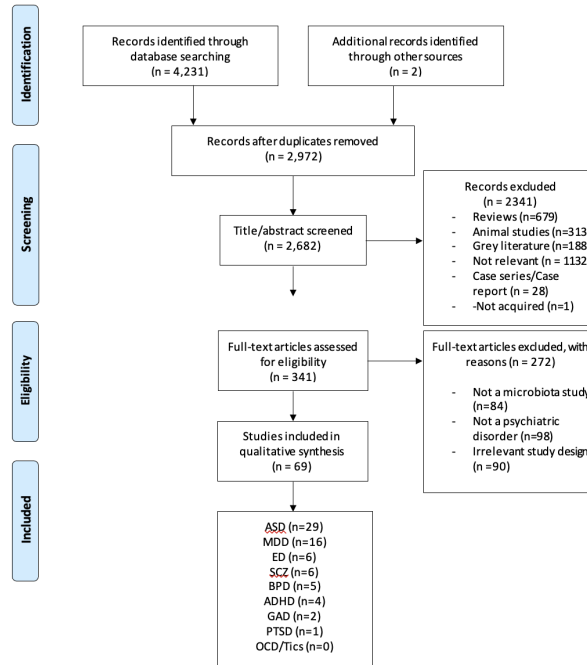 Identification
Records identified through
database searching
(n = 4,231)
Additional records identified
through other sources
(n = 2)
Records after duplicates removed
(n = 2,972)
Screening
Title/abstract screened
(n = 2,682)
Records excluded
(n = 2341)
- Reviews (n=679)
- Animal studies (n=313
- Grey literature (n=188
- Not relevant (n = 1132
- Case series/Case
report (n = 28)
- -Not acquired (n=1)
Eligibility
Full-text articles assessed
for eligibility
(n = 341)
Full-text articles excluded, with
reasons (n = 272)
- Not a microbiota study
(n=84)
- Not a psychiatric
disorder (n=98)
- Irrelevant study design
(n=90)
Studies included in
qualitative synthesis
(n = 69)
Included
ASD (n=29)
MDD (n=16)
ED (n=6)
SCZ (n=6)
BPD (n=5)
ADHD (n=4)
GAD (n=2)
PTSD (n=1)
OCD/Tics (n=0)